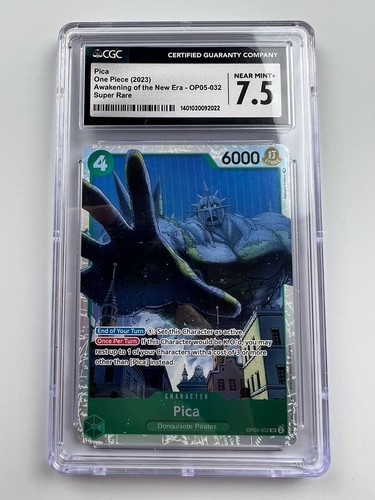 CGC
CERTIFIED GUARANTY COMPANY
Pica
One Piece (2023)
Awakening of the New Era - OP05-032
Super Rare
NEAR MINT+
7.5
1401020092022
4
6000
End of Your Turn ①: Set this Character as active.
Once Per Turn If this Character would be K.O.'d, you may
rest up to 1 of your Characters with a cost of 3 or more
other than [Pica] instead.
CHARACTER
Pica
Donquixote Pirates
OP05-032 SR